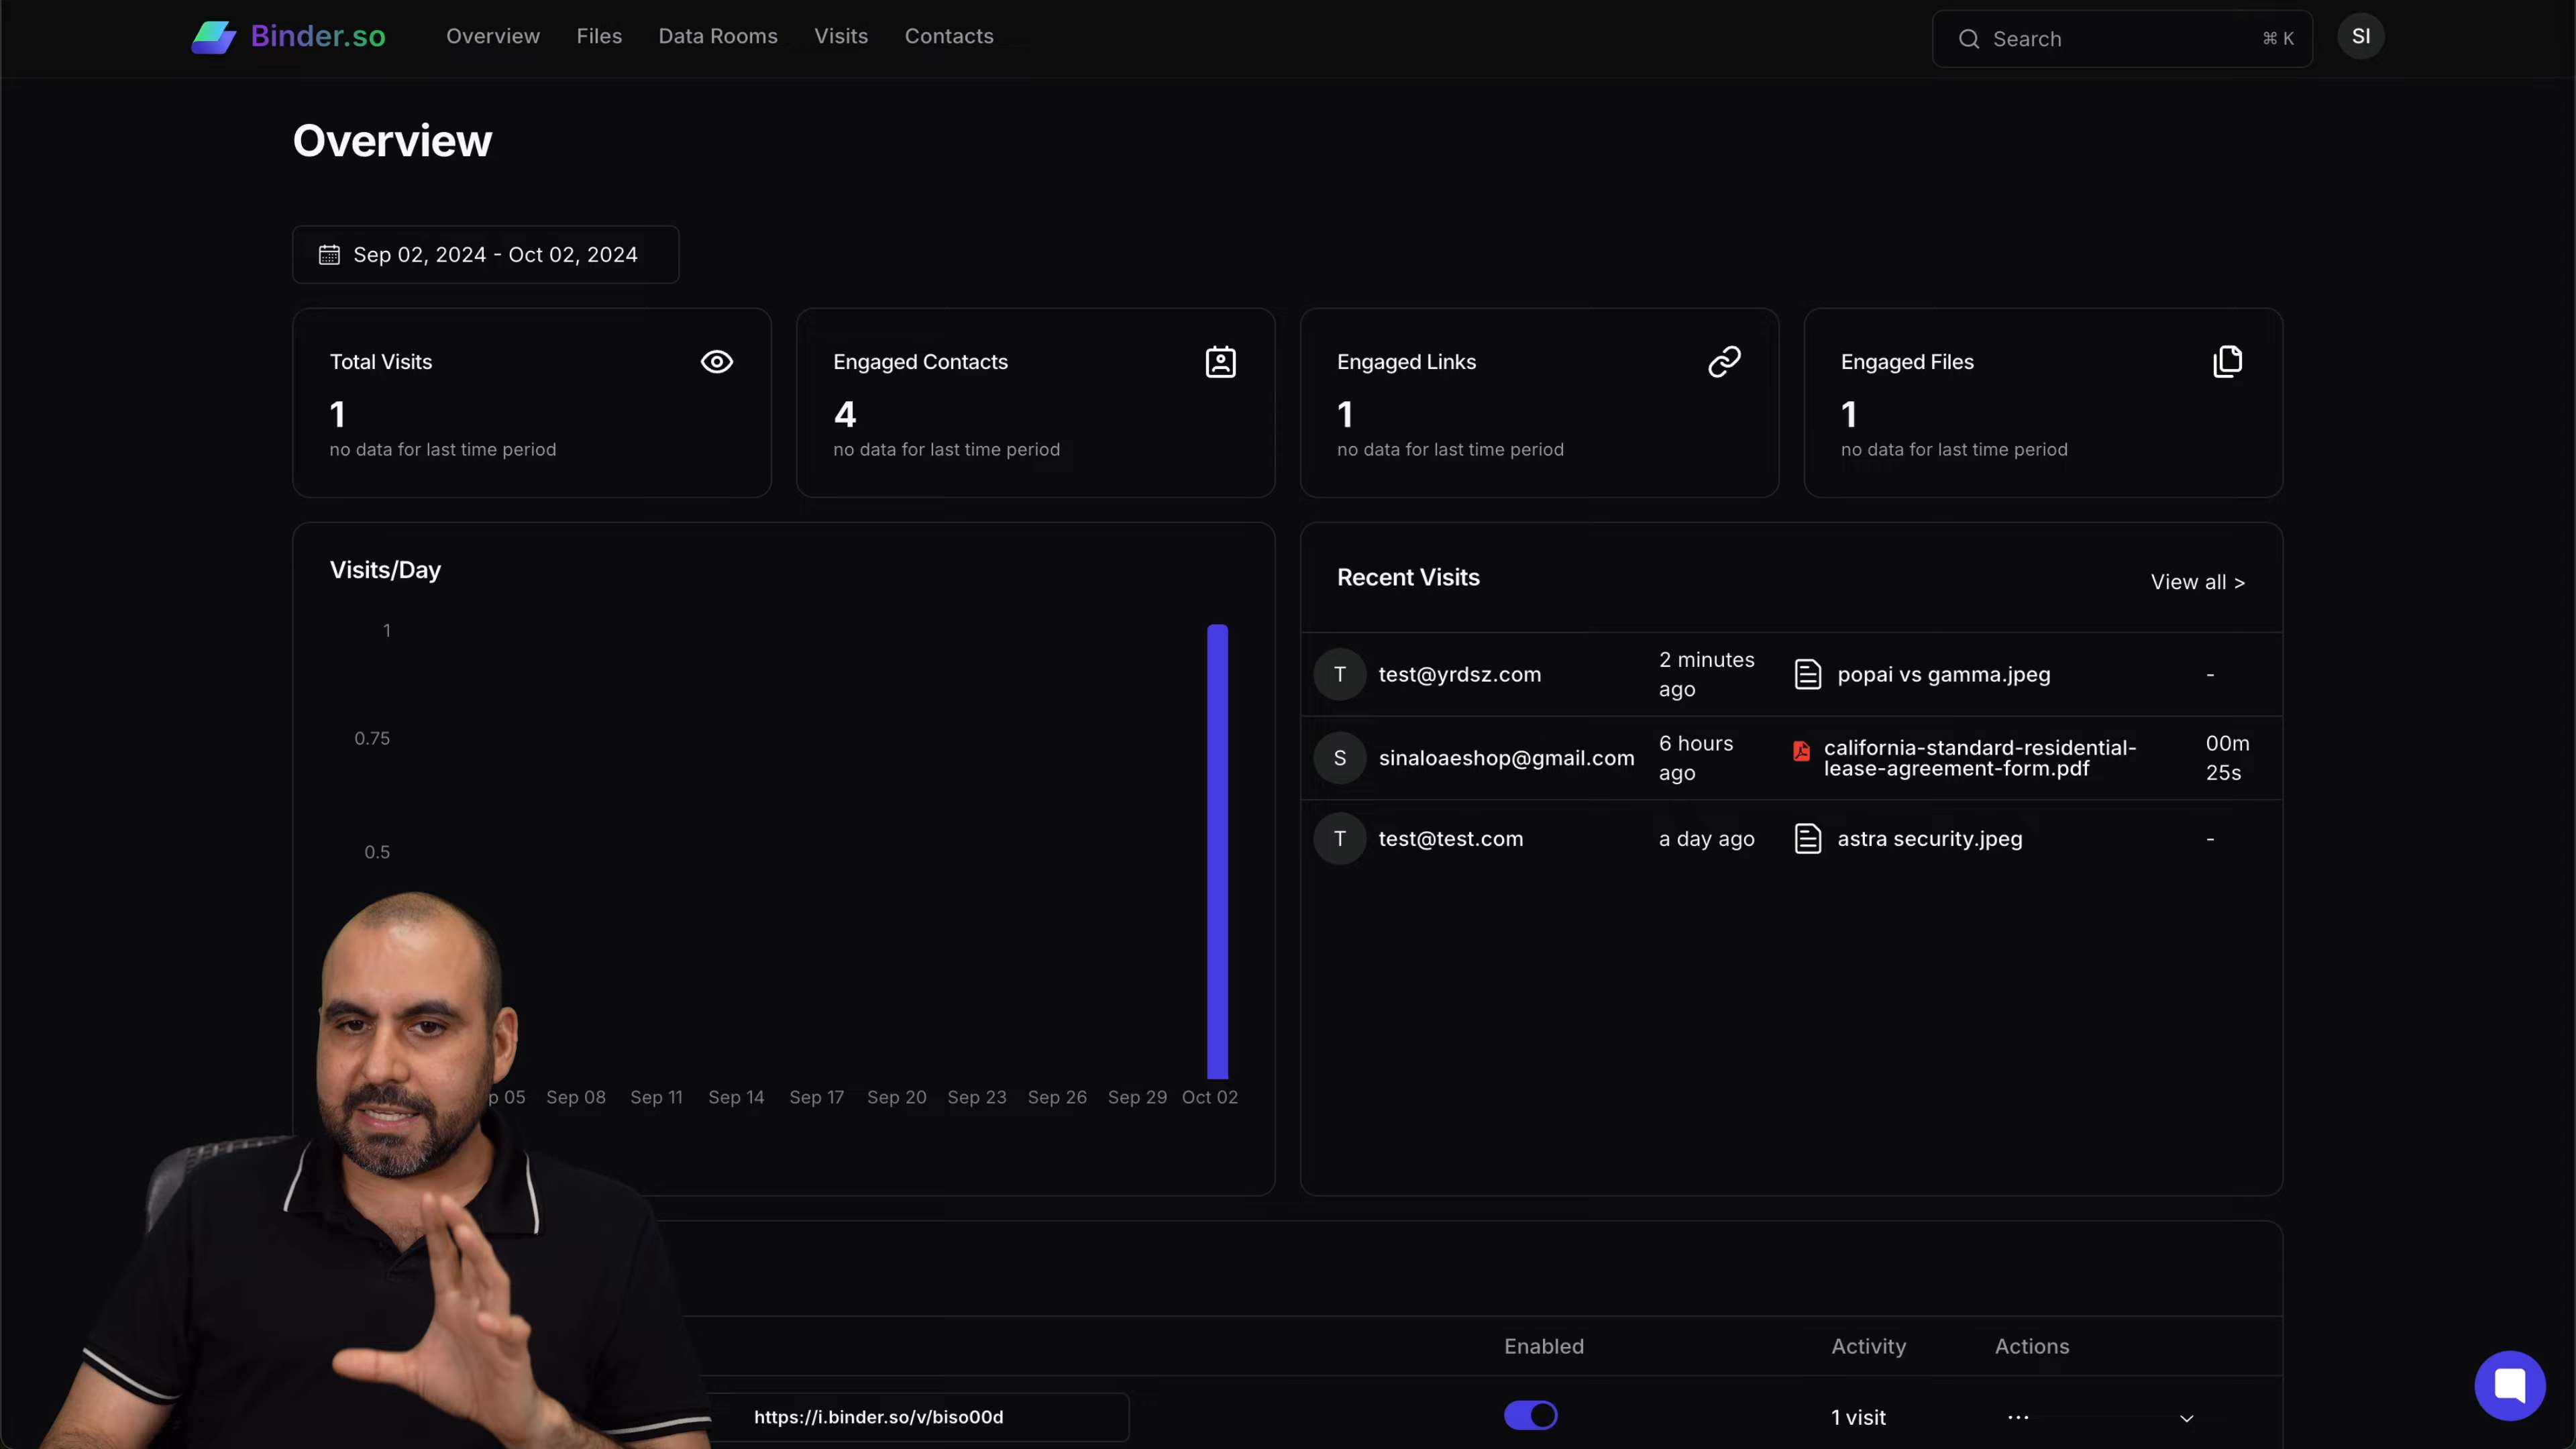 Binder.so
Overview
Files
Data Rooms
Visits
Contacts
Search
⌘ K
SI
Overview
Sep 02, 2024 - Oct 02, 2024
Total Visits
1
no data for last time period
Engaged Contacts
4
no data for last time period
Engaged Links
1
no data for last time period
Engaged Files
1
no data for last time period
Visits/Day
1
0.75
0.5
p 05
Sep 08
Sep 11
Sep 14
Sep 17
Sep 20
Sep 23
Sep 26
Sep 29
Oct 02
Recent Visits
View all >
T
test@yrdsz.com
2 minutes
ago
popai vs gamma.jpeg
-
S
sinaloaeshop@gmail.com
6 hours
ago
california-standard-residential-
lease-agreement-form.pdf
00m
25s
T
test@test.com
a day ago
astra security.jpeg
-
Enabled
Activity
Actions
https://i.binder.so/v/biso00d
1 visit